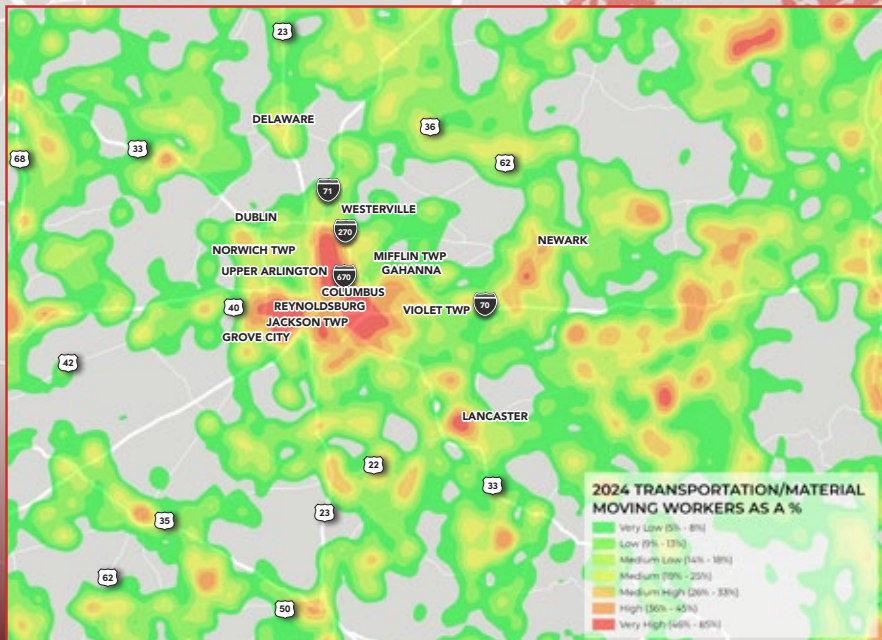 23
DELAWARE
36
33
68
62
71
WESTERVILLE
DUBLIN
270
NEWARK
NORWICH TWP
MIFFLIN TWP
UPPER ARLINGTON
670
GAHANNA
COLUMBUS
40
REYNOLDSBURG
VIOLET TWP
70
JACKSON TWP
GROVE CITY
42
LANCASTER
22
33
23
35
62
50
2024 TRANSPORTATION/MATERIAL
MOVING WORKERS AS A %
Very Low (5% - 8%)
Low (9% - 13%)
Medium Low (14% - 18%)
Medium (19% - 25%)
Medium High (26% - 33%)
High (36% - 45%)
Very High (46% - 85%)